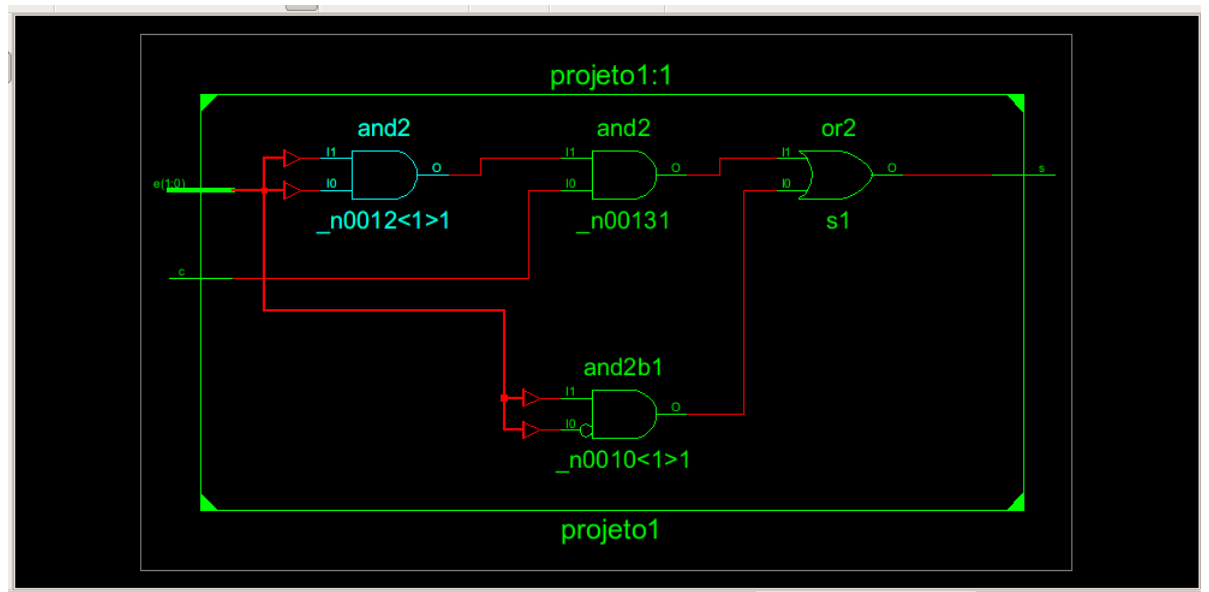 projeto1:1
and2
and2
or2
I1
O
I1
O
I1
O
e(1:0)
I0
I0
I0
s
_n0012<1>1
_n00131
s1
c
and2b1
I1
O
I0
_n0010<1>1
projeto1